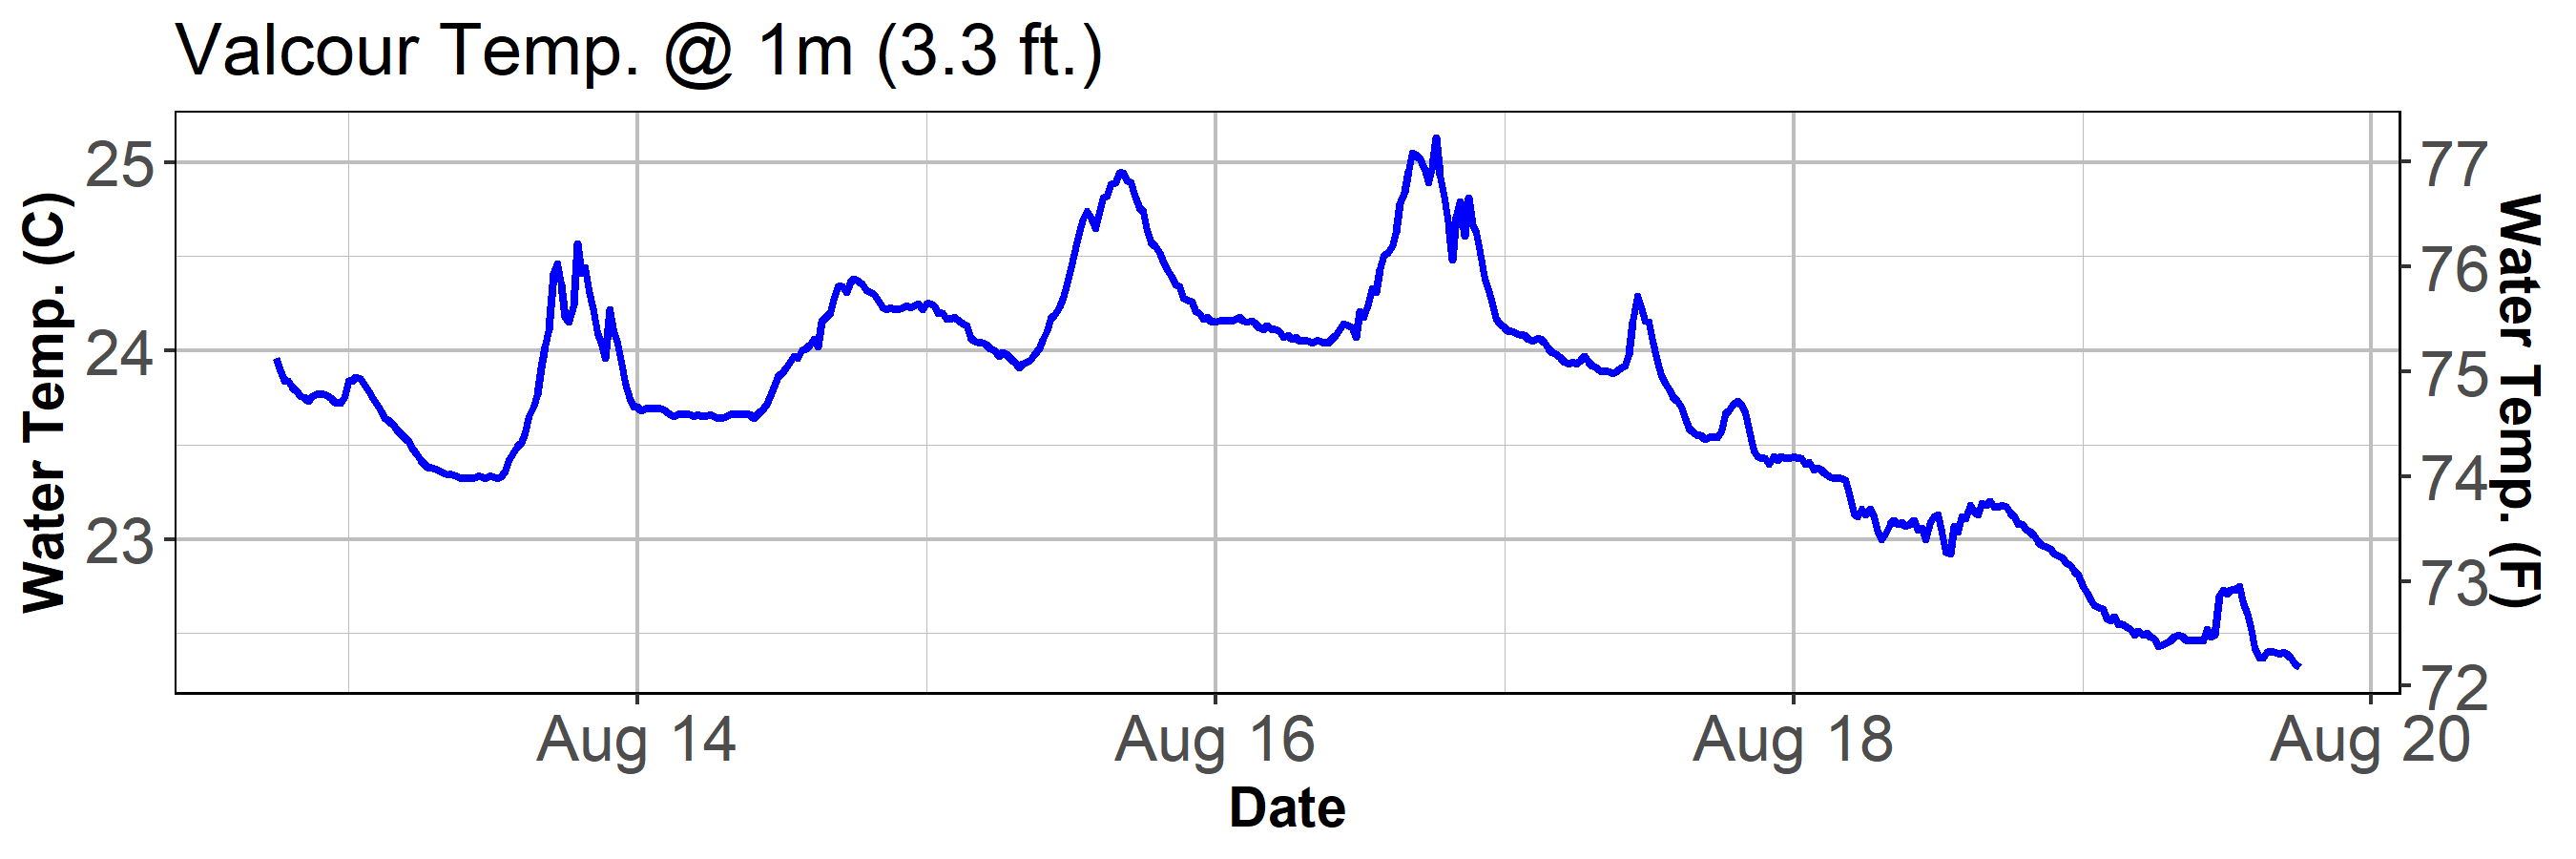 Valcour Temp. @ 1m (3.3 ft.)
Water Temp. (C)
25
24
23
77
76
75
74
73
72
Water Temp. (F)
Aug 14 Aug 16 Aug 18 Aug 20
Date